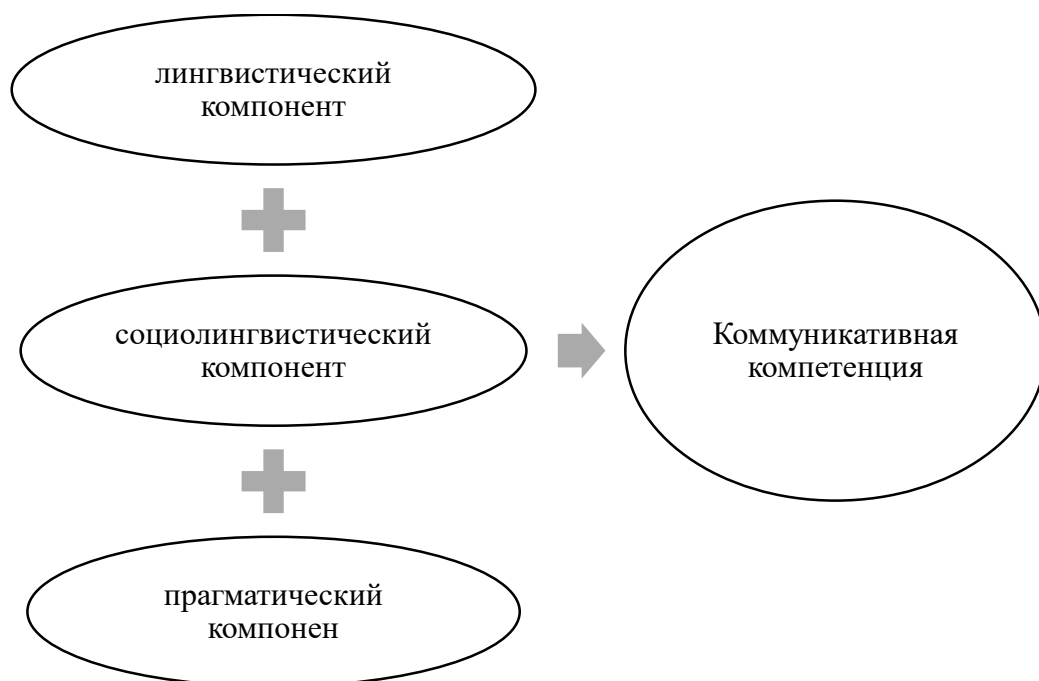 лингвистический
компонент
социолингвистический
компонент
Коммуникативная
компетенция
прагматический
компонен